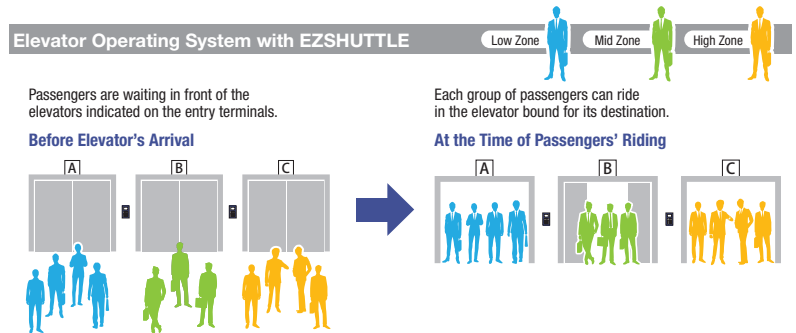 Elevator Operating System with EZSHUTTLE
Low Zone
Mid Zone
High Zone
Passengers are waiting in front of the
elevators indicated on the entry terminals.
Before Elevator's Arrival
A
B
C
Each group of passengers can ride
in the elevator bound for its destination.
At the Time of Passengers' Riding
A
B
C